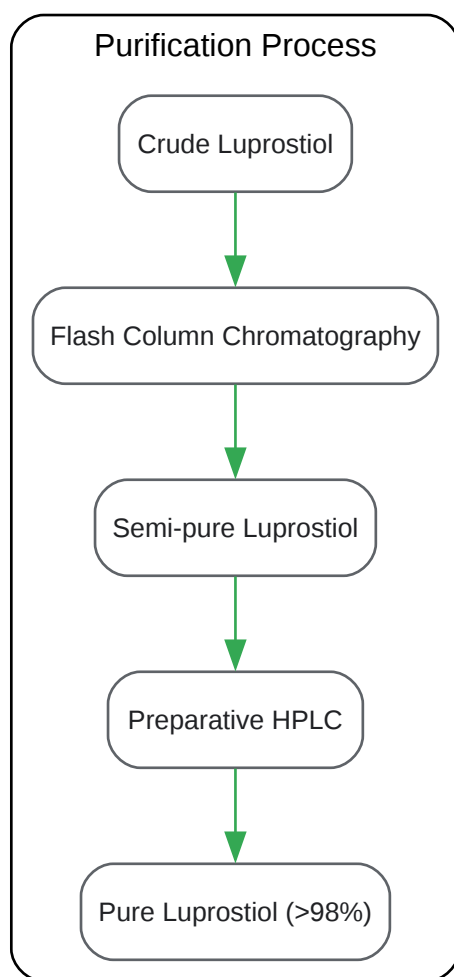 Purification Process
Crude Luprostiol
Flash Column Chromatography
Semi-pure Luprostiol
Preparative HPLC
Pure Luprostiol (>98%)